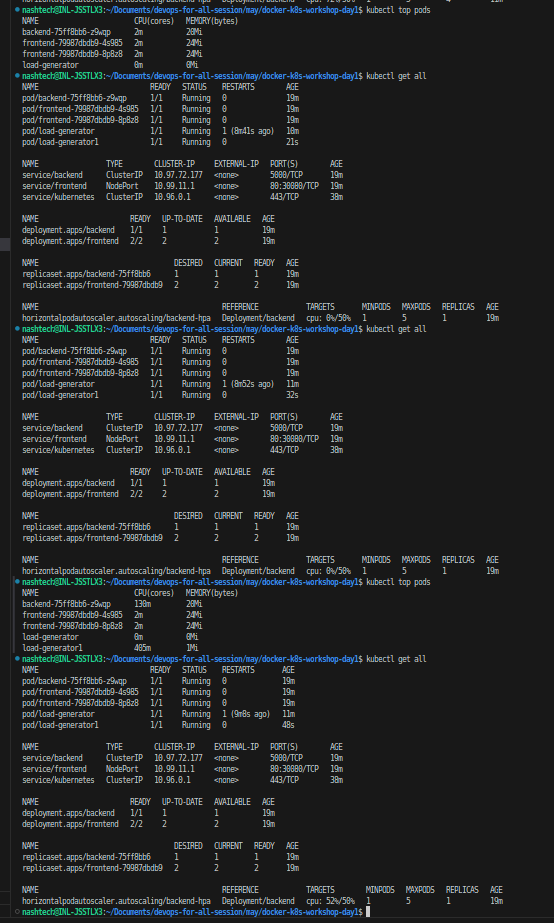 nashtech@INL-JSSTLX3:~/Documents/devops-for-all-session/may/docker-k8s-workshop-day1$ kubectl top pods
NAME CPU(cores) MEMORY(bytes)
backend-75ff8bb6-z9wqp 2m 20Mi
frontend-79987dbdb9-4s985 2m 24Mi
frontend-79987dbdb9-8p8z8 2m 24Mi
load-generator 0m 0Mi
nashtech@INL-JSSTLX3:~/Documents/devops-for-all-session/may/docker-k8s-workshop-day1$ kubectl get all
NAME READY STATUS RESTARTS AGE
pod/backend-75ff8bb6-z9wqp 1/1 Running 0 19m
pod/frontend-79987dbdb9-4s985 1/1 Running 0 19m
pod/frontend-79987dbdb9-8p8z8 1/1 Running 0 19m
pod/load-generator 1/1 Running 1 (8m41s ago) 10m
pod/load-generator1 1/1 Running 0 21s
NAME TYPE CLUSTER-IP EXTERNAL-IP PORT(S) AGE
service/backend ClusterIP 10.97.72.177 <none> 5000/TCP 19m
service/frontend NodePort 10.99.11.1 <none> 80:30080/TCP 19m
service/kubernetes ClusterIP 10.96.0.1 <none> 443/TCP 38m
NAME READY UP-TO-DATE AVAILABLE AGE
deployment.apps/backend 1/1 1 1 19m
deployment.apps/frontend 2/2 2 2 19m
NAME DESIRED CURRENT READY AGE
replicaset.apps/backend-75ff8bb6 1 1 1 19m
replicaset.apps/frontend-79987dbdb9 2 2 2 19m
NAME REFERENCE TARGETS MINPODS MAXPODS REPLICAS AGE
horizontalpodautoscaler.autoscaling/backend-hpa Deployment/backend cpu: 0%/50% 1 5 1 19m
nashtech@INL-JSSTLX3:~/Documents/devops-for-all-session/may/docker-k8s-workshop-day1$ kubectl get all
NAME READY STATUS RESTARTS AGE
pod/backend-75ff8bb6-z9wqp 1/1 Running 0 19m
pod/frontend-79987dbdb9-4s985 1/1 Running 0 19m
pod/frontend-79987dbdb9-8p8z8 1/1 Running 0 19m
pod/load-generator 1/1 Running 1 (8m52s ago) 11m
pod/load-generator1 1/1 Running 0 32s
NAME TYPE CLUSTER-IP EXTERNAL-IP PORT(S) AGE
service/backend ClusterIP 10.97.72.177 <none> 5000/TCP 19m
service/frontend NodePort 10.99.11.1 <none> 80:30080/TCP 19m
service/kubernetes ClusterIP 10.96.0.1 <none> 443/TCP 38m
NAME READY UP-TO-DATE AVAILABLE AGE
deployment.apps/backend 1/1 1 1 19m
deployment.apps/frontend 2/2 2 2 19m
NAME DESIRED CURRENT READY AGE
replicaset.apps/backend-75ff8bb6 1 1 1 19m
replicaset.apps/frontend-79987dbdb9 2 2 2 19m
NAME REFERENCE TARGETS MINPODS MAXPODS REPLICAS AGE
horizontalpodautoscaler.autoscaling/backend-hpa Deployment/backend cpu: 0%/50% 1 5 1 19m
nashtech@INL-JSSTLX3:~/Documents/devops-for-all-session/may/docker-k8s-workshop-day1$ kubectl top pods
NAME CPU(cores) MEMORY(bytes)
backend-75ff8bb6-z9wqp 130m 20Mi
frontend-79987dbdb9-4s985 2m 24Mi
frontend-79987dbdb9-8p8z8 2m 24Mi
load-generator 0m 0Mi
load-generator1 405m 1Mi
nashtech@INL-JSSTLX3:~/Documents/devops-for-all-session/may/docker-k8s-workshop-day1$ kubectl get all
NAME READY STATUS RESTARTS AGE
pod/backend-75ff8bb6-z9wqp 1/1 Running 0 19m
pod/frontend-79987dbdb9-4s985 1/1 Running 0 19m
pod/frontend-79987dbdb9-8p8z8 1/1 Running 0 19m
pod/load-generator 1/1 Running 1 (9m8s ago) 11m
pod/load-generator1 1/1 Running 0 48s
NAME TYPE CLUSTER-IP EXTERNAL-IP PORT(S) AGE
service/backend ClusterIP 10.97.72.177 <none> 5000/TCP 19m
service/frontend NodePort 10.99.11.1 <none> 80:30080/TCP 19m
service/kubernetes ClusterIP 10.96.0.1 <none> 443/TCP 38m
NAME READY UP-TO-DATE AVAILABLE AGE
deployment.apps/backend 1/1 1 1 19m
deployment.apps/frontend 2/2 2 2 19m
NAME DESIRED CURRENT READY AGE
replicaset.apps/backend-75ff8bb6 1 1 1 19m
replicaset.apps/frontend-79987dbdb9 2 2 2 19m
NAME REFERENCE TARGETS MINPODS MAXPODS REPLICAS AGE
horizontalpodautoscaler.autoscaling/backend-hpa Deployment/backend cpu: 52%/50% 1 5 1 19m
nashtech@INL-JSSTLX3:~/Documents/devops-for-all-session/may/docker-k8s-workshop-day1$